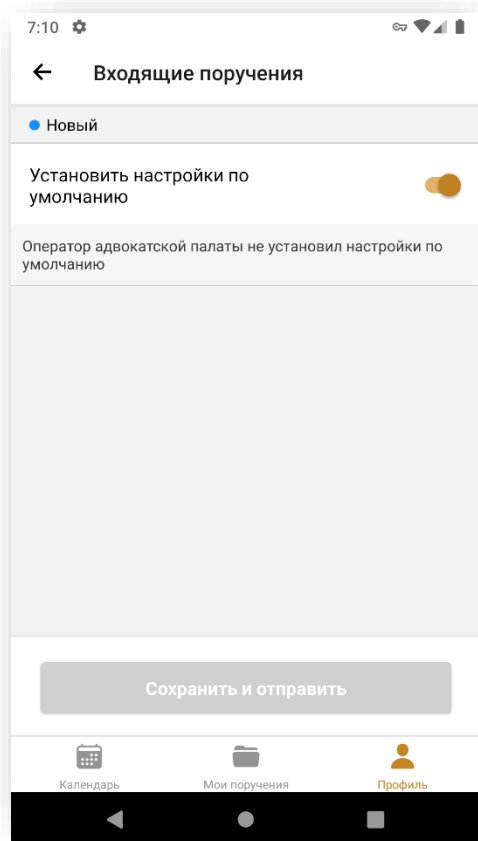 7:10
Входящие поручения
Новый
Установить настройки по
умолчанию
Оператор адвокатской палаты не установил настройки по
умолчанию
Сохранить и отправить
Календарь
Мои поручения
Профиль